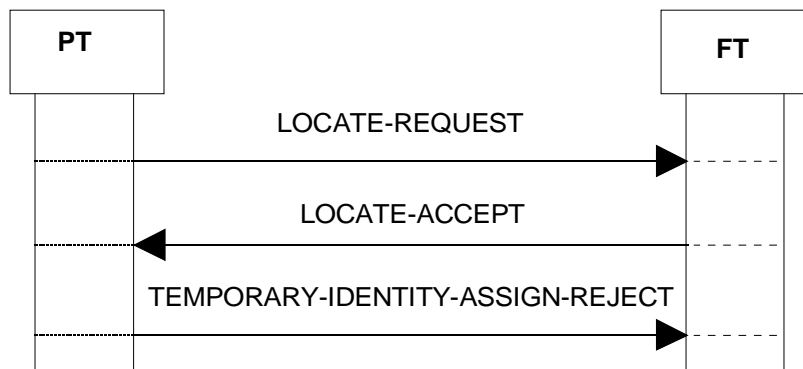 PT
FT
LOCATE-REQUEST
LOCATE-ACCEPT
TEMPORARY-IDENTITY-ASSIGN-REJECT